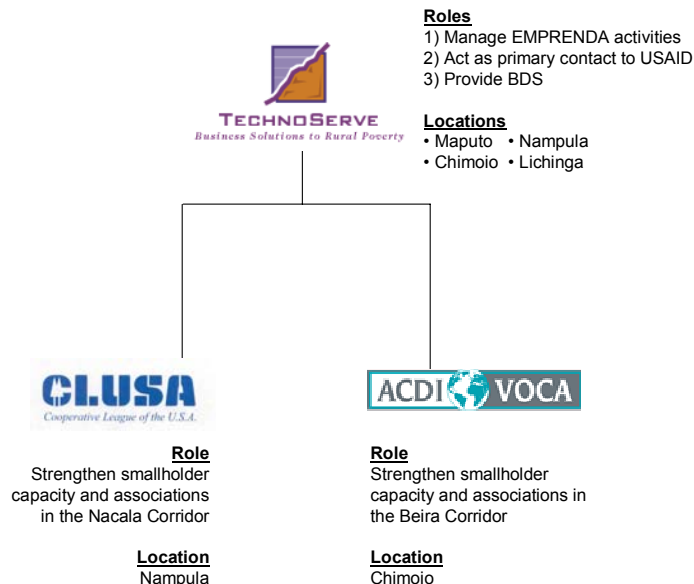 Roles
1) Manage EMPRENDA activities
2) Act as primary contact to USAID
3) Provide BDS
TECHNOSERVE
Business Solutions to Rural Poverty
Locations
• Maputo • Nampula
• Chimoio • Lichinga
CLUSA
Cooperative League of the U.S.A.
ACDI VOCA
Role
Strengthen smallholder
capacity and associations
in the Nacala Corridor
Location
Nampula
Role
Strengthen smallholder
capacity and associations in
the Beira Corridor
Location
Chimoio